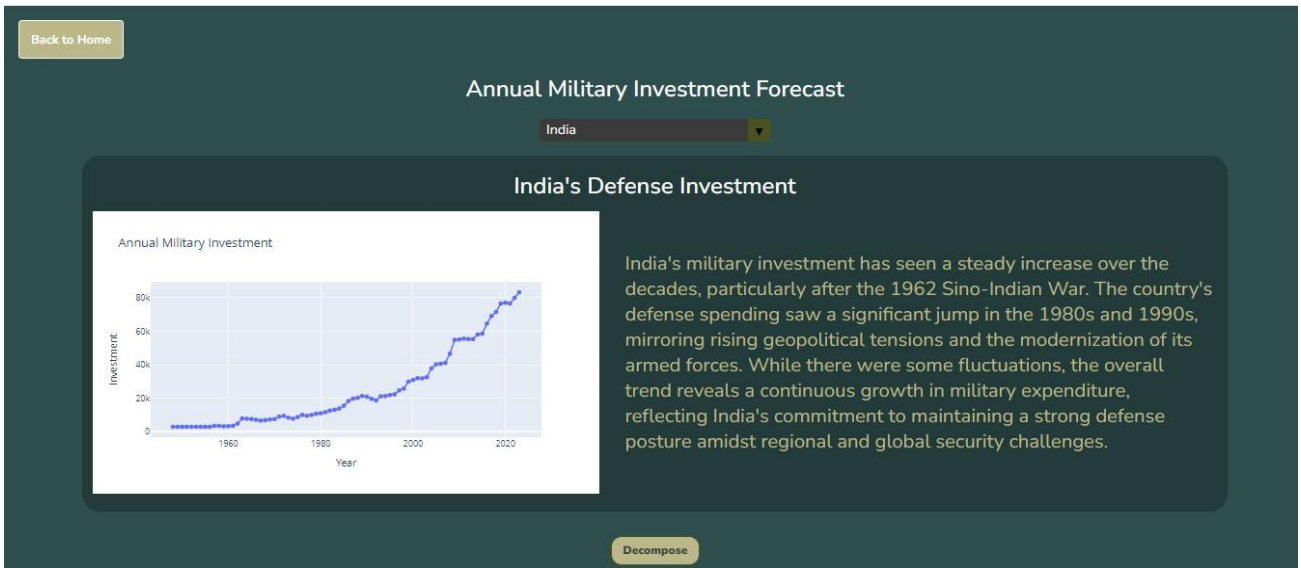 Back to Home
Annual Military Investment Forecast
India
▼
India's Defense Investment
Annual Military Investment
80k
60k
40k
20k
0
Investment
1960 1980 2000 2020
Year
India's military investment has seen a steady increase over the
decades, particularly after the 1962 Sino-Indian War. The country's
defense spending saw a significant jump in the 1980s and 1990s,
mirroring rising geopolitical tensions and the modernization of its
armed forces. While there were some fluctuations, the overall
trend reveals a continuous growth in military expenditure,
reflecting India's commitment to maintaining a strong defense
posture amidst regional and global security challenges.
Decompose